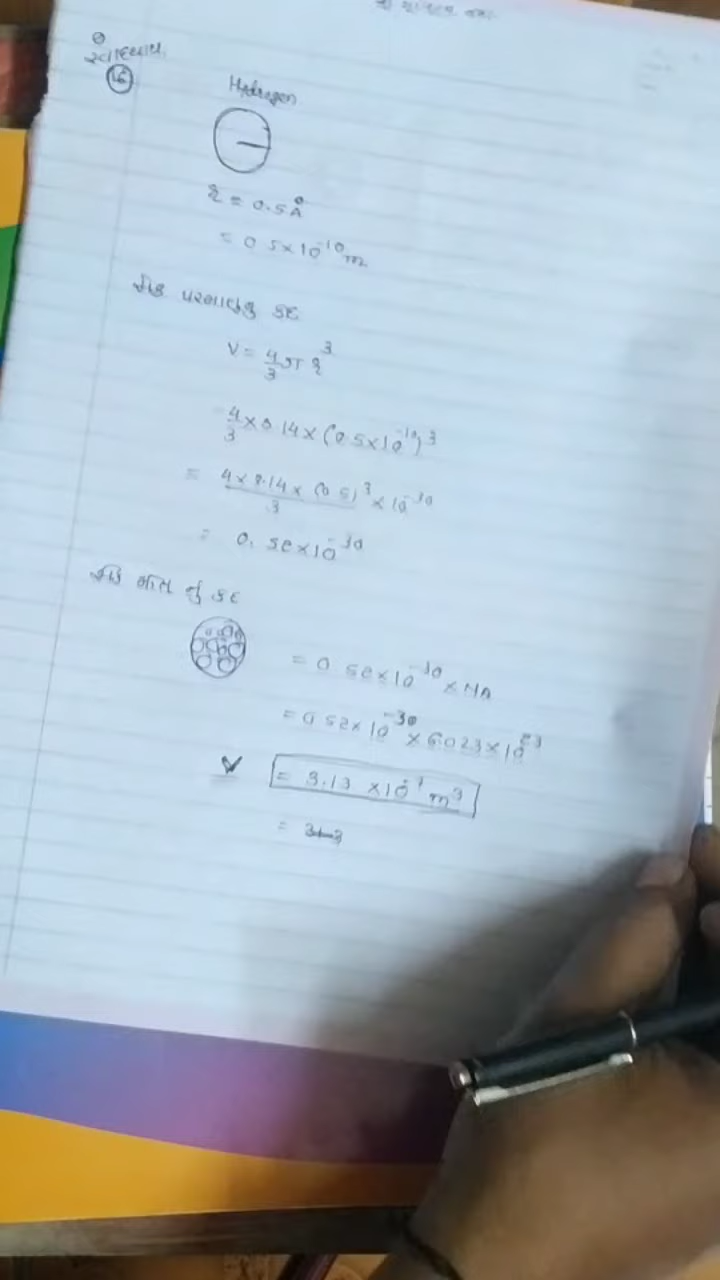 સ્વાધ્યાય.
16
Hydrogen
r = 0.5Å
= 0.5×10⁻¹⁰m
એક પરમાણુનું કદ
V = 4/3 π r³
4/3 × 3.14 × (0.5×10⁻¹⁰)³
= 4 × 3.14 × (0.5)³ × 10⁻³⁰ / 3
= 0.52×10⁻³⁰
એક મોલ નું કદ
= 0.52×10⁻³⁰ × NA
= 0.52×10⁻³⁰ × 6.023×10²³
= 3.13 ×10⁻⁷ m³